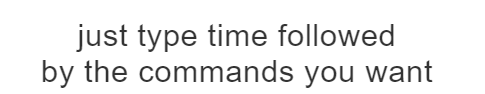 just type time followed
by the commands you want